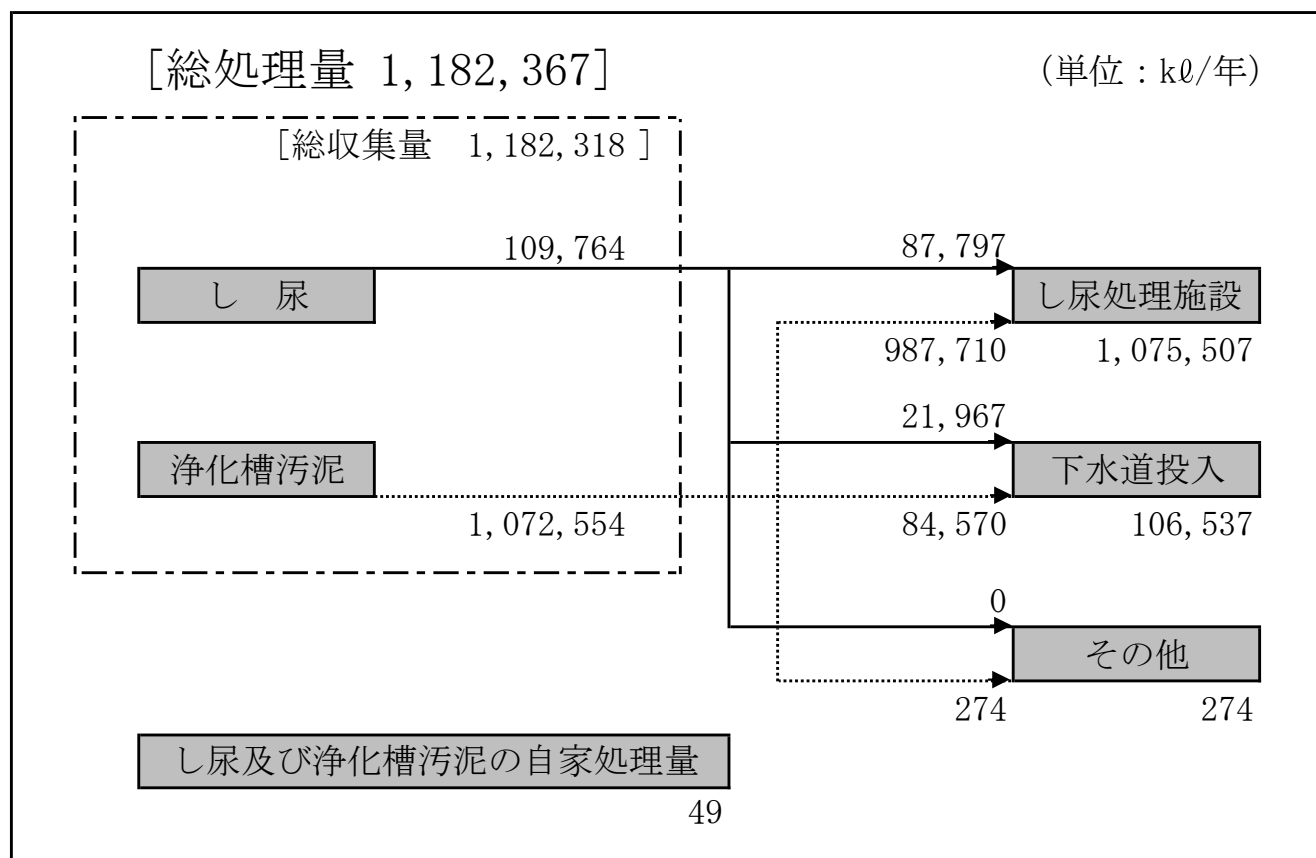 [総処理量 1,182,367]
(単位：kℓ/年)
[総収集量 1,182,318 ]
109,764
87,797
し 尿
し尿処理施設
987,710
1,075,507
21,967
浄化槽汚泥
下水道投入
1,072,554
84,570
106,537
0
その他
274
274
し尿及び浄化槽汚泥の自家処理量
49